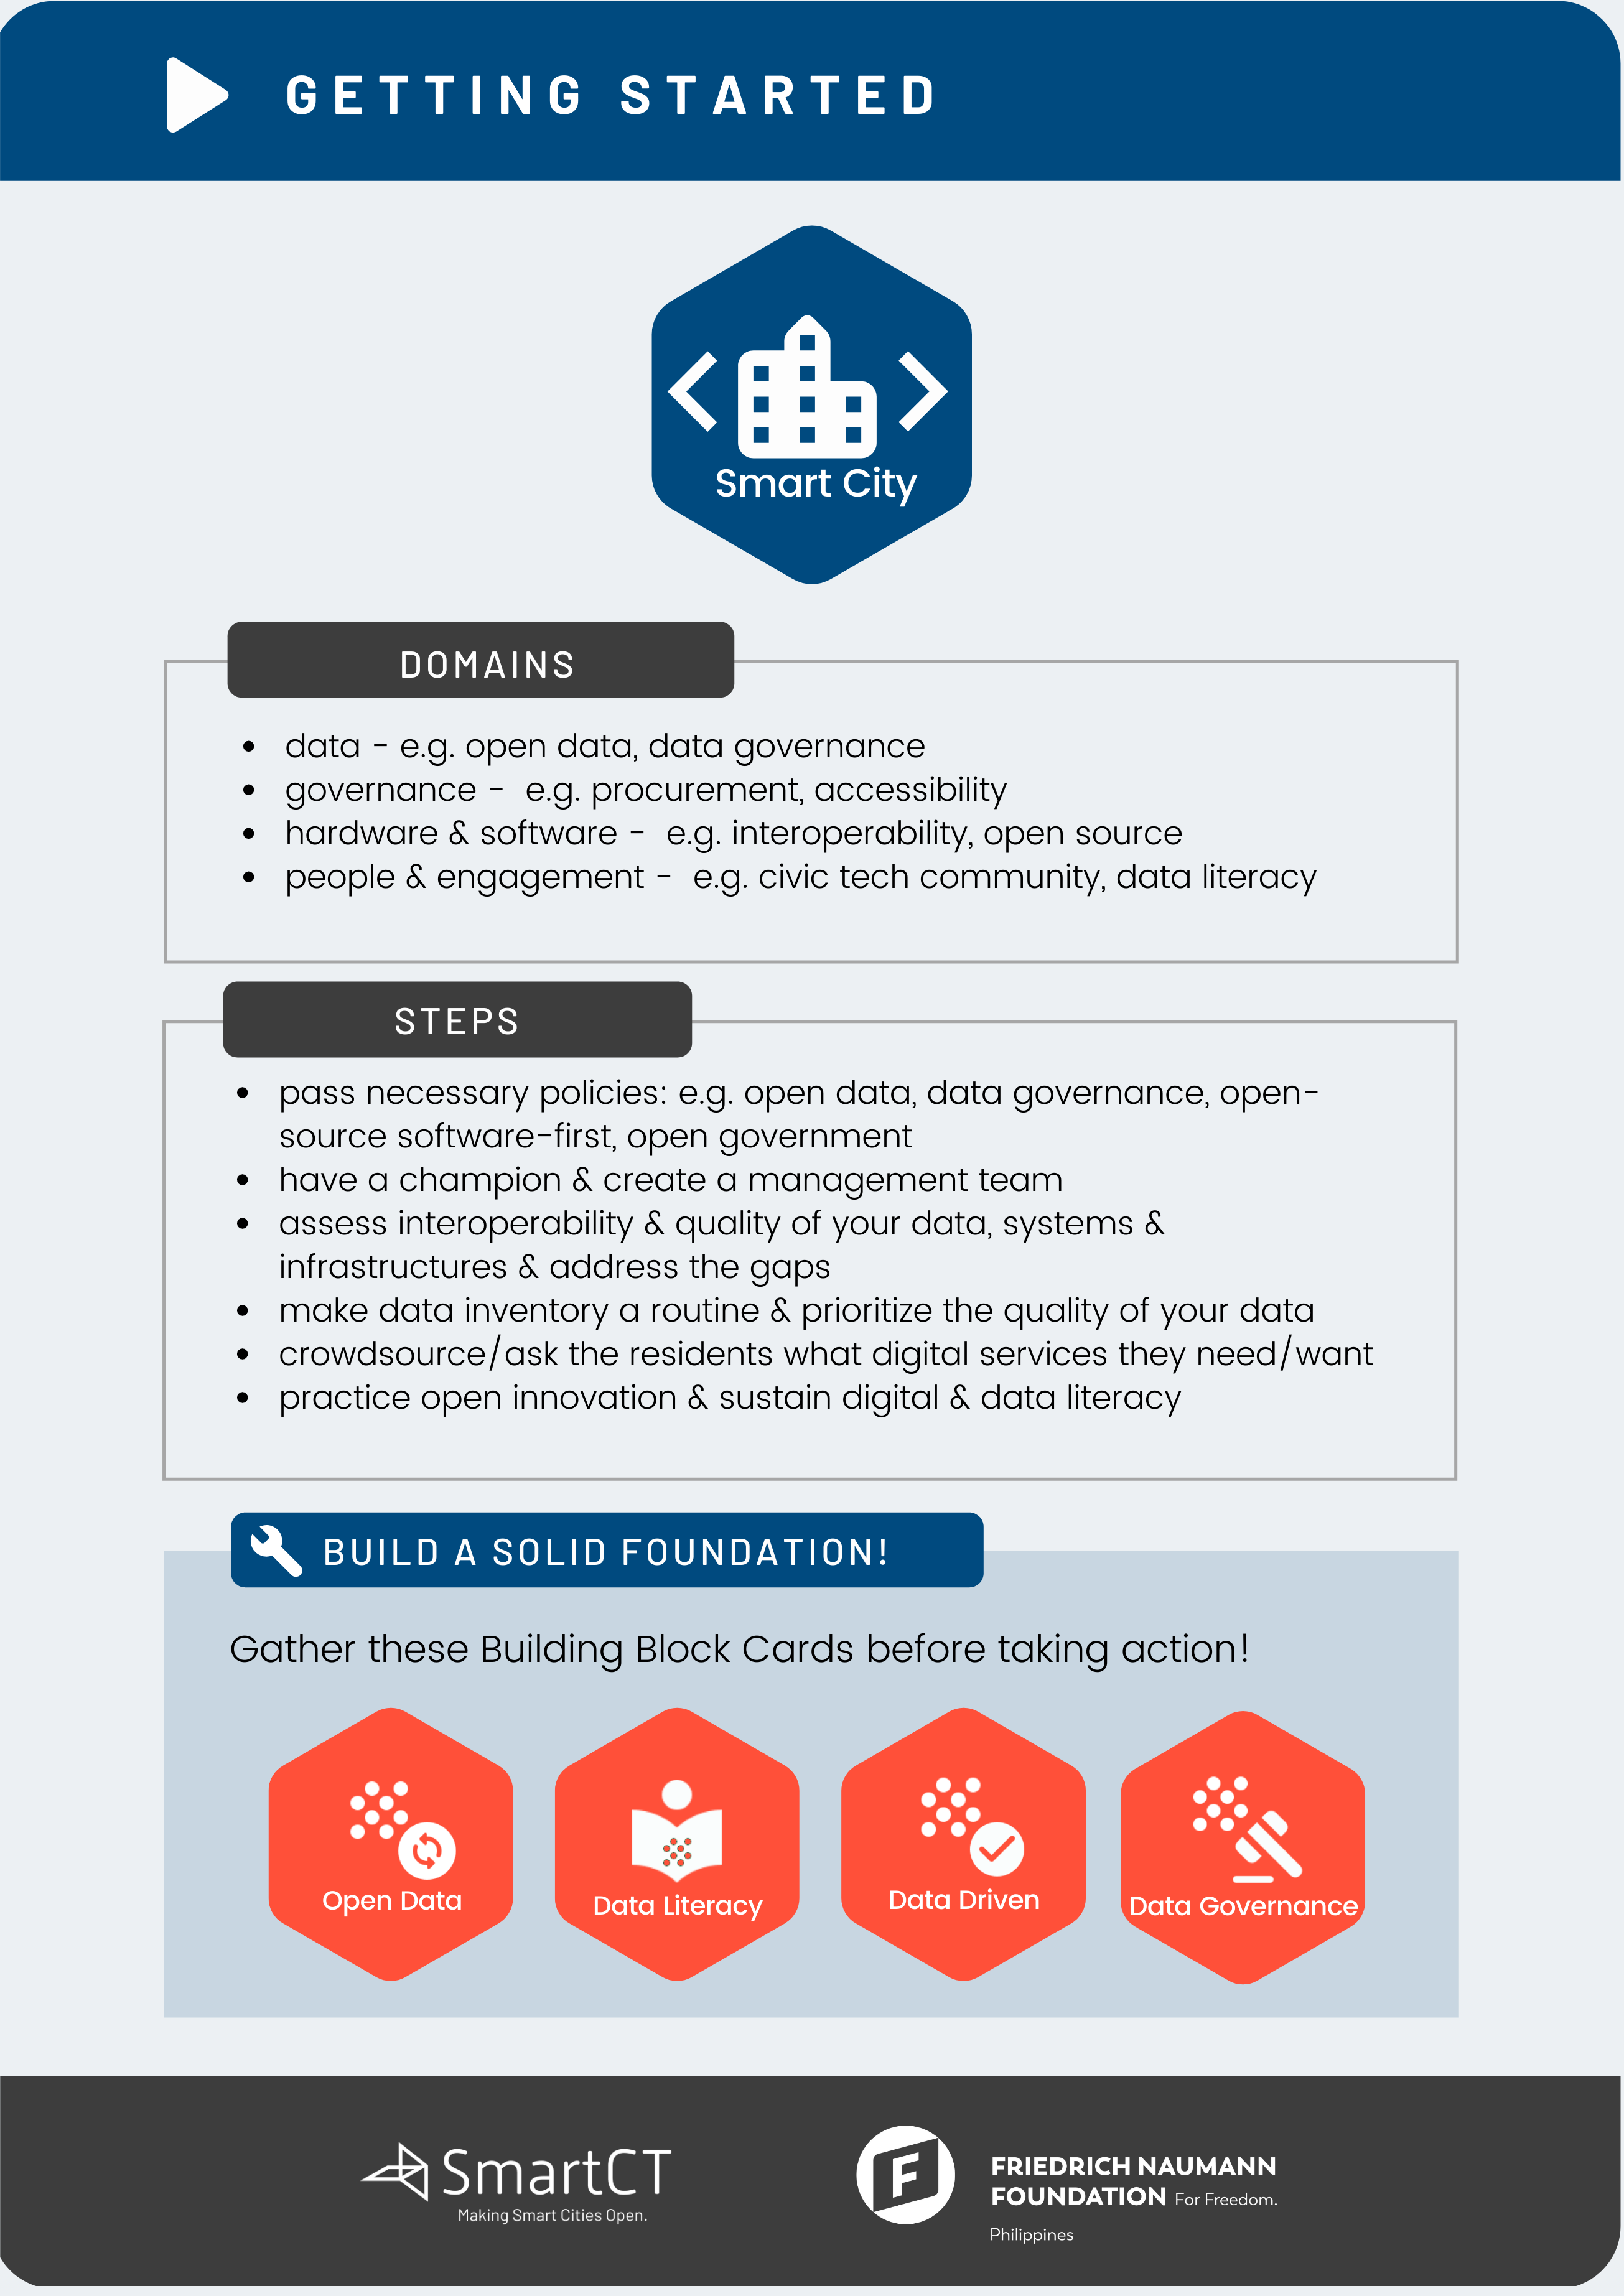 GETTING STARTED
Smart City
DOMAINS
• data - e.g. open data, data governance
• governance - e.g. procurement, accessibility
• hardware & software - e.g. interoperability, open source
• people & engagement - e.g. civic tech community, data literacy
STEPS
• pass necessary policies: e.g. open data, data governance, open-
source software-first, open government
• have a champion & create a management team
• assess interoperability & quality of your data, systems &
infrastructures & address the gaps
• make data inventory a routine & prioritize the quality of your data
• crowdsource/ask the residents what digital services they need/want
• practice open innovation & sustain digital & data literacy
BUILD A SOLID FOUNDATION!
Gather these Building Block Cards before taking action!
Open Data
Data Literacy
Data Driven
Data Governance
SmartCT
Making Smart Cities Open.
F
FRIEDRICH NAUMANN
FOUNDATION For Freedom.
Philippines